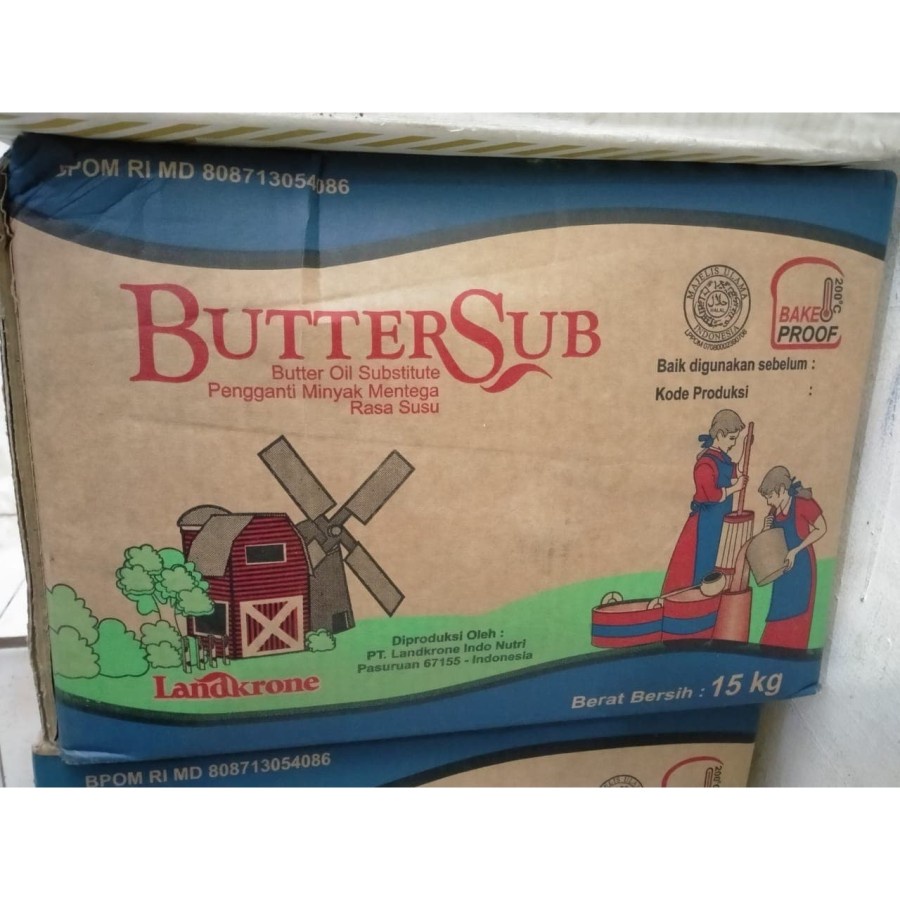 BPOM RI MD 808713054086
BUTTERSUB
Butter Oil Substitute
Pengganti Minyak Mentega
Rasa Susu
MAJELIS ULAMA
INDONESIA
حلال
HALAL
200°C
BAKE
PROOF
Baik digunakan sebelum :
Kode Produksi :
Landkrone
Diproduksi Oleh :
PT. Landkrone Indo Nutri
Pasuruan 67155 - Indonesia
Berat Bersih : 15 kg
BPOM RI MD 808713054086
200°C